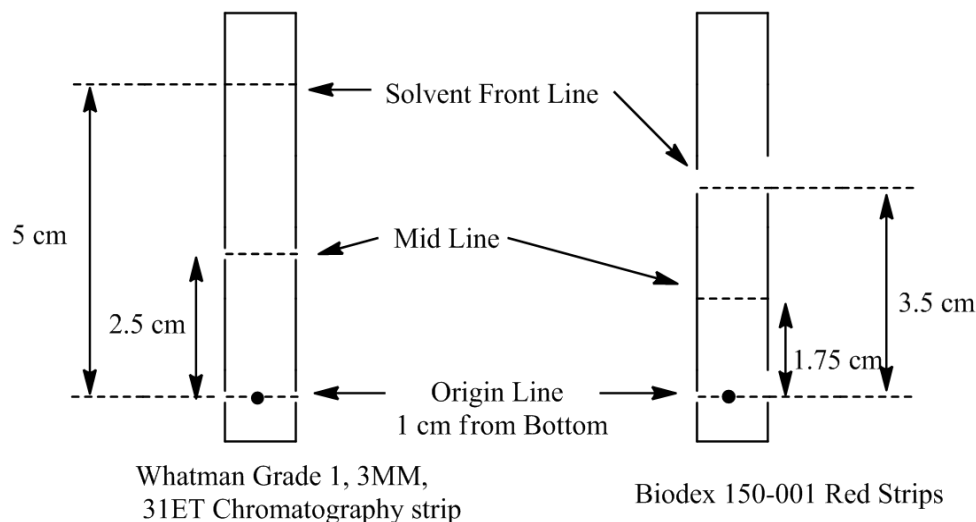 Solvent Front Line
5 cm
Mid Line
2.5 cm
3.5 cm
1.75 cm
Origin Line
1 cm from Bottom
Whatman Grade 1, 3MM,
31ET Chromatography strip
Biodex 150-001 Red Strips